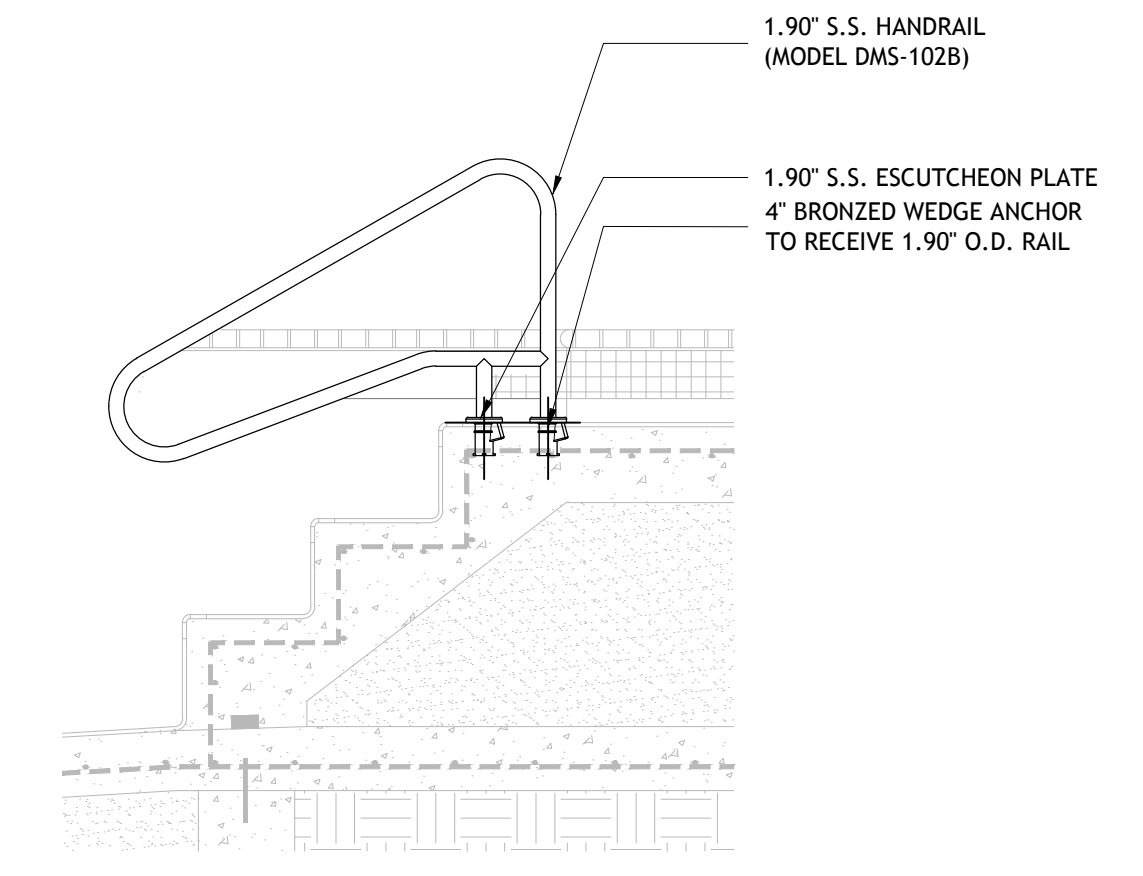 1.90" S.S. HANDRAIL
(MODEL DMS-102B)
1.90" S.S. ESCUTCHEON PLATE
4" BRONZED WEDGE ANCHOR
TO RECEIVE 1.90" O.D. RAIL